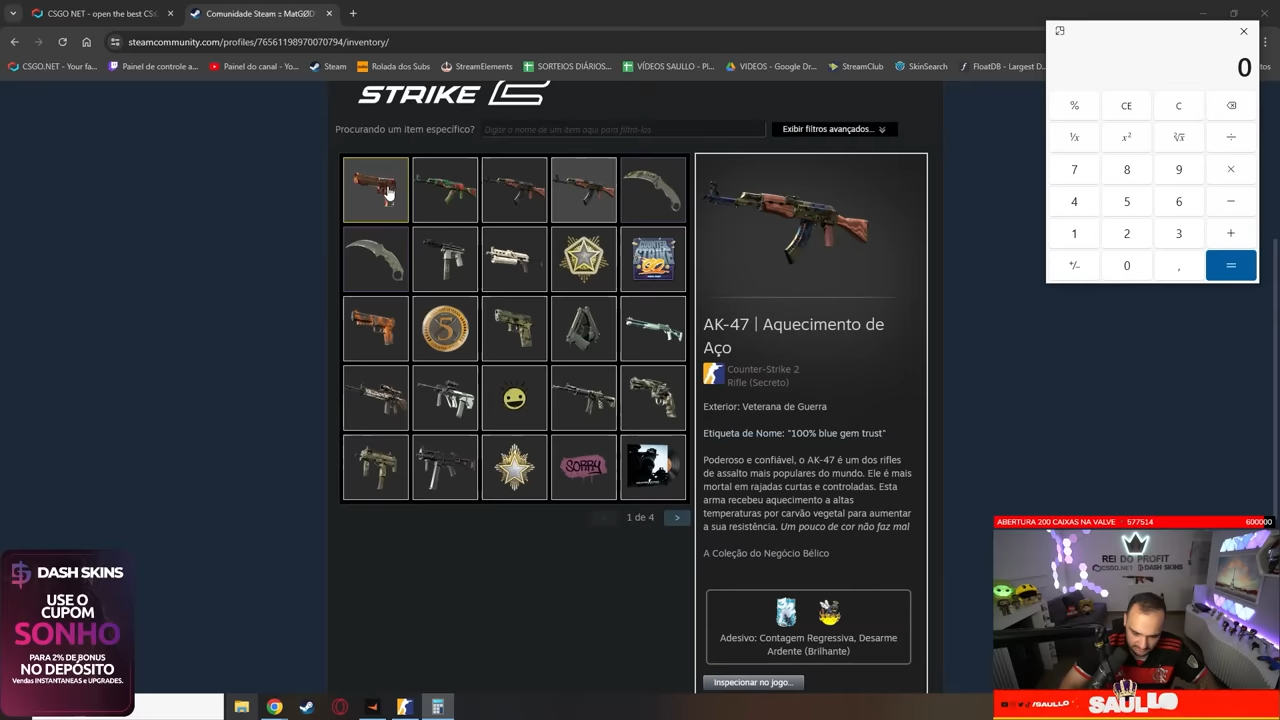 CSGO NET - open the best CS
Comunidade Steam :: MatGØD
steamcommunity.com/profiles/76561198970070794/inventory/
CSGO.NET - Your fa...
Painel de controle a...
Painel do canal - Yo...
Steam
Rolada dos Subs
StreamElements
SORTEIOS DIÁRIOS...
VÍDEOS SAULLO - Pl...
VIDEOS - Google Dr...
StreamClub
SkinSearch
FloatDB - Largest D...
STRIKE
Procurando um item específico?
Digite o nome de um item aqui para filtrá-los
Exibir filtros avançados...
0
% CE C
¹/x x² ²√x ÷
7 8 9 ×
4 5 6 −
1 2 3 +
+/− 0 , =
COUNTER
STRIKE
5
SORRY
1 de 4
>
AK-47 | Aquecimento de
Aço
Counter-Strike 2
Rifle (Secreto)
Exterior: Veterana de Guerra
Etiqueta de Nome: "100% blue gem trust"
Poderoso e confiável, o AK-47 é um dos rifles
de assalto mais populares do mundo. Ele é mais
mortal em rajadas curtas e controladas. Esta
arma recebeu aquecimento a altas
temperaturas por carvão vegetal para aumentar
a sua resistência. Um pouco de cor não faz mal
A Coleção do Negócio Bélico
Adesivo: Contagem Regressiva, Desarme
Ardente (Brilhante)
Inspecionar no jogo...
DASH SKINS
USE O
CUPOM
SONHO
PARA 2% DE BONUS
NO DEPÓSITO
Vendas INSTANTANEAS e UPGRADES.
ABERTURA 200 CAIXAS NA VALVE · 577514
600000
REI DO PROFIT
CSGO.NET DASH SKINS
/SAULLO
SAULLO